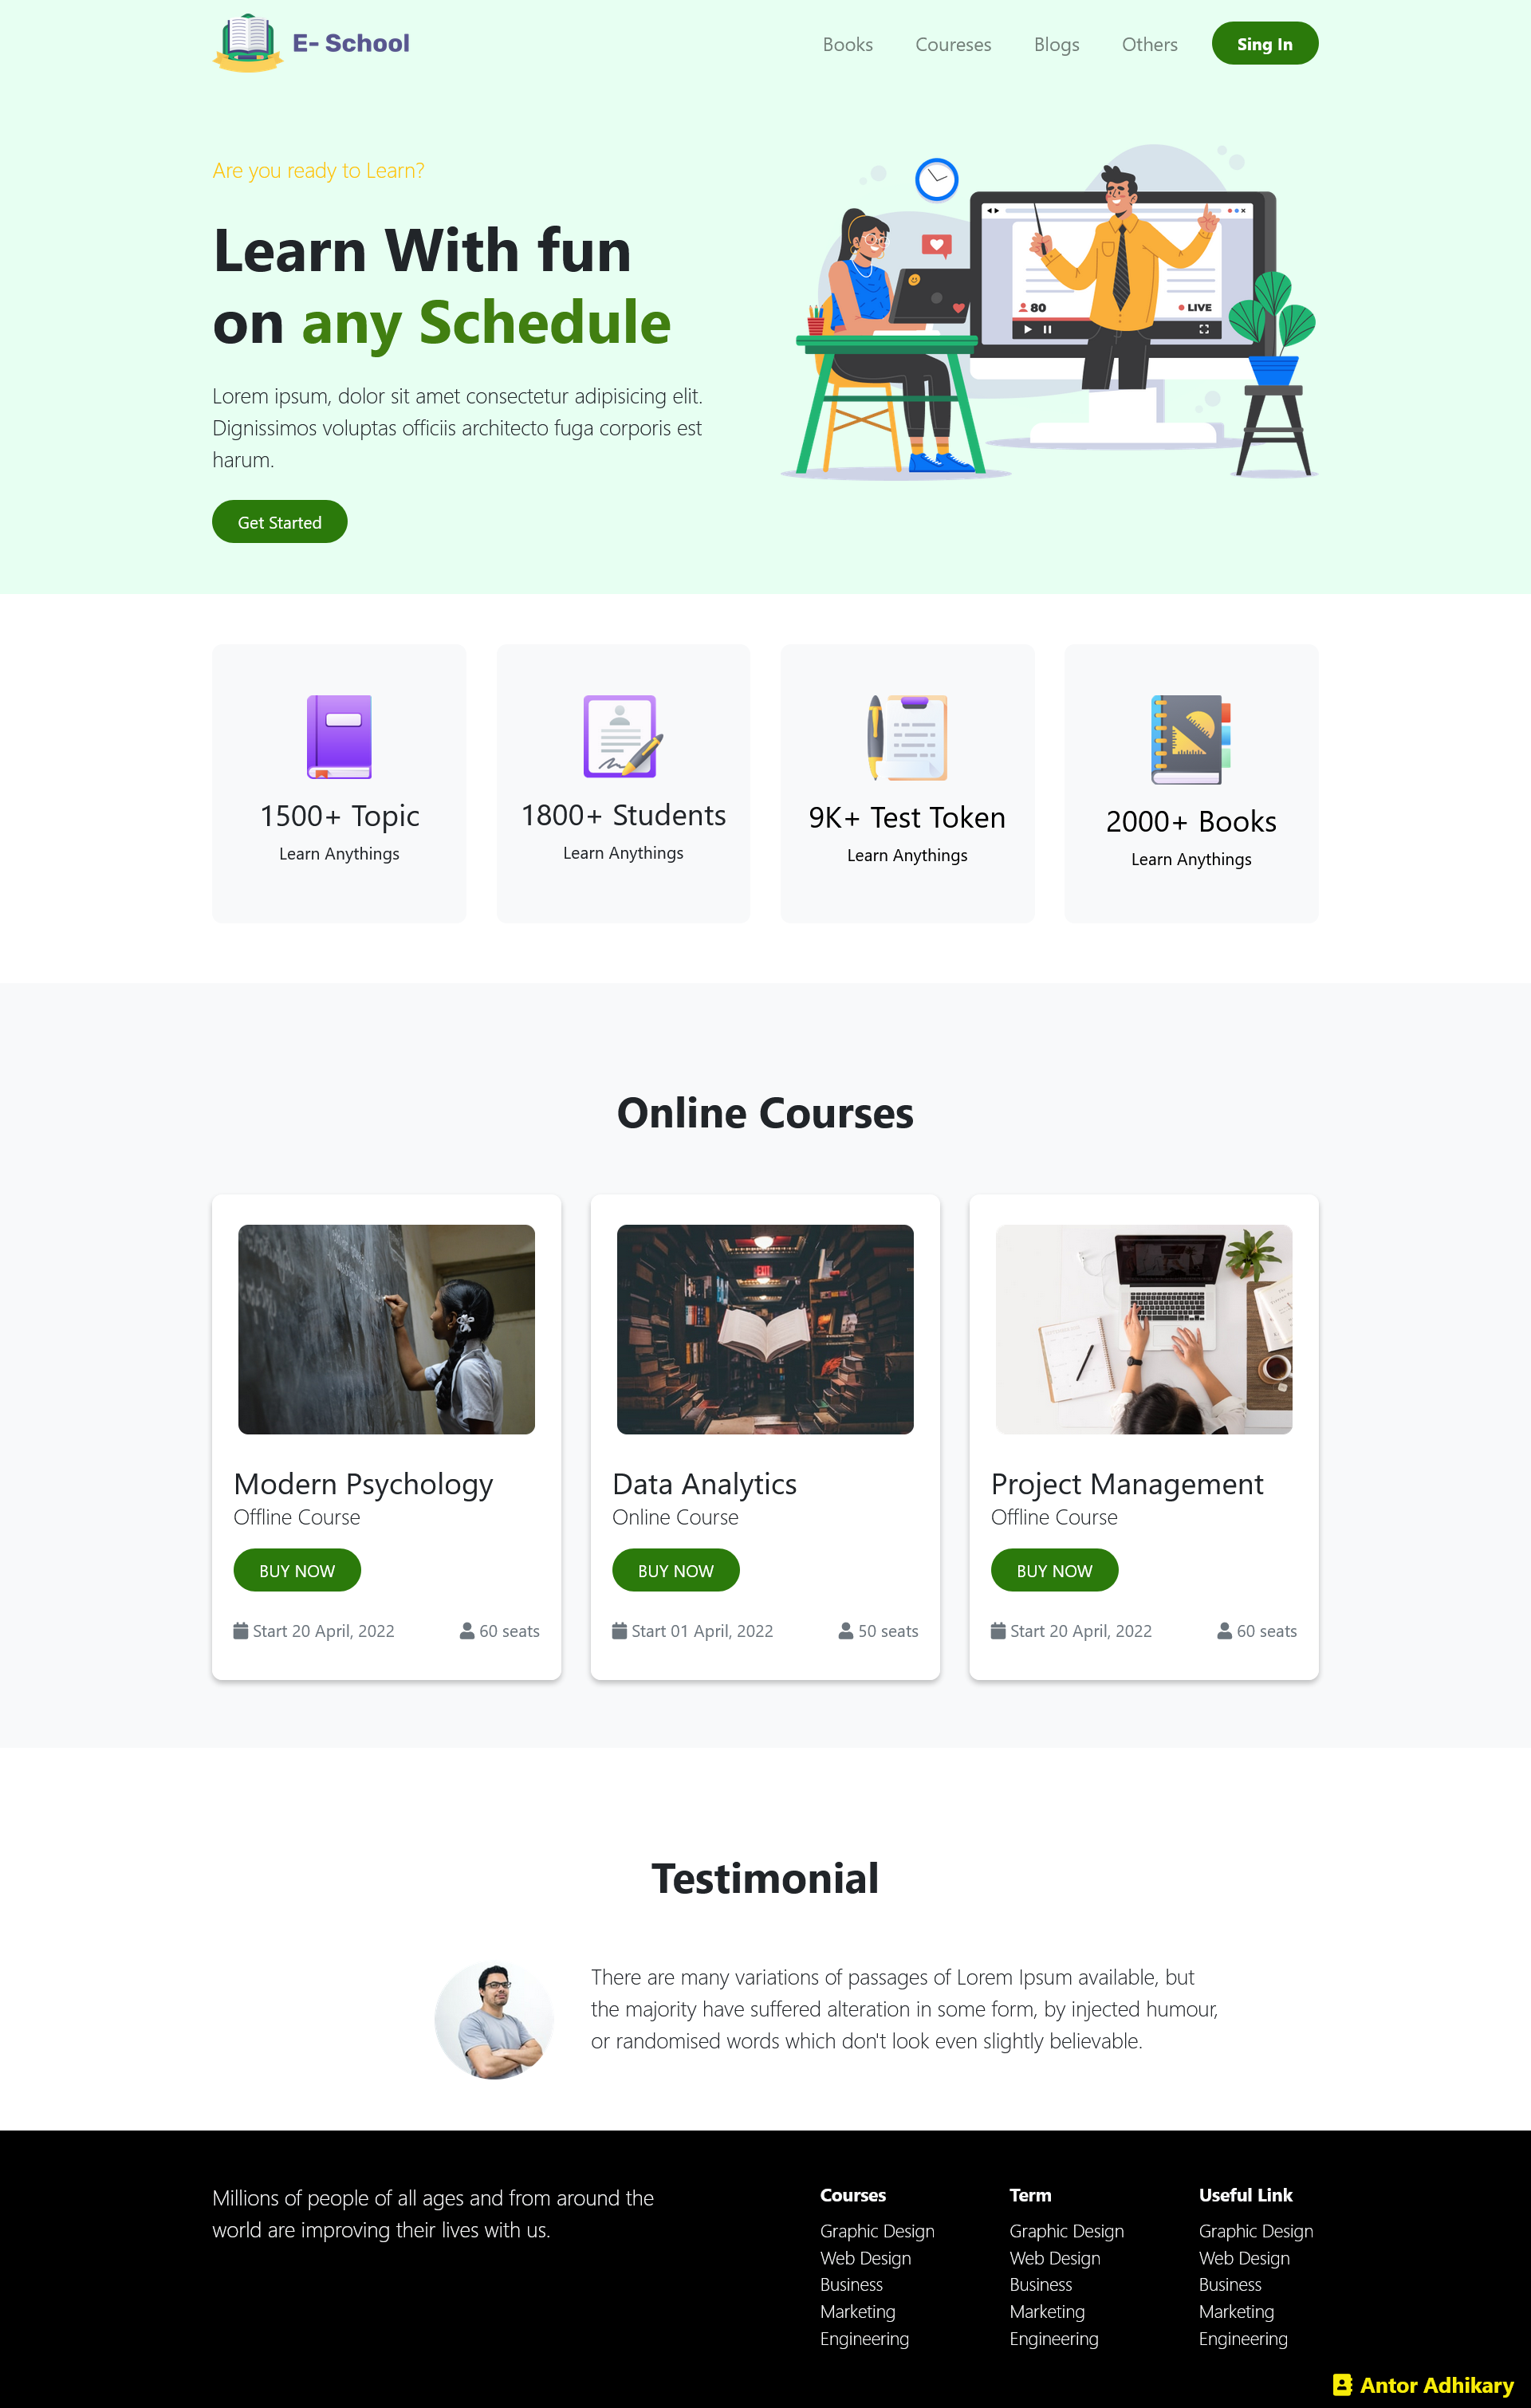 E- School
Books Coureses Blogs Others Sing In
Are you ready to Learn?
Learn With fun
on any Schedule
80
LIVE
Lorem ipsum, dolor sit amet consectetur adipisicing elit.
Dignissimos voluptas officiis architecto fuga corporis est
harum.
Get Started
1500+ Topic
Learn Anythings
1800+ Students
Learn Anythings
9K+ Test Token
Learn Anythings
2000+ Books
Learn Anythings
Online Courses
EXIT
Modern Psychology
Offline Course
BUY NOW
Start 20 April, 2022 60 seats
Data Analytics
Online Course
BUY NOW
Start 01 April, 2022 50 seats
Project Management
Offline Course
BUY NOW
Start 20 April, 2022 60 seats
Testimonial
There are many variations of passages of Lorem Ipsum available, but
the majority have suffered alteration in some form, by injected humour,
or randomised words which don't look even slightly believable.
Millions of people of all ages and from around the
world are improving their lives with us.
Courses
Graphic Design
Web Design
Business
Marketing
Engineering
Term
Graphic Design
Web Design
Business
Marketing
Engineering
Useful Link
Graphic Design
Web Design
Business
Marketing
Engineering
Antor Adhikary